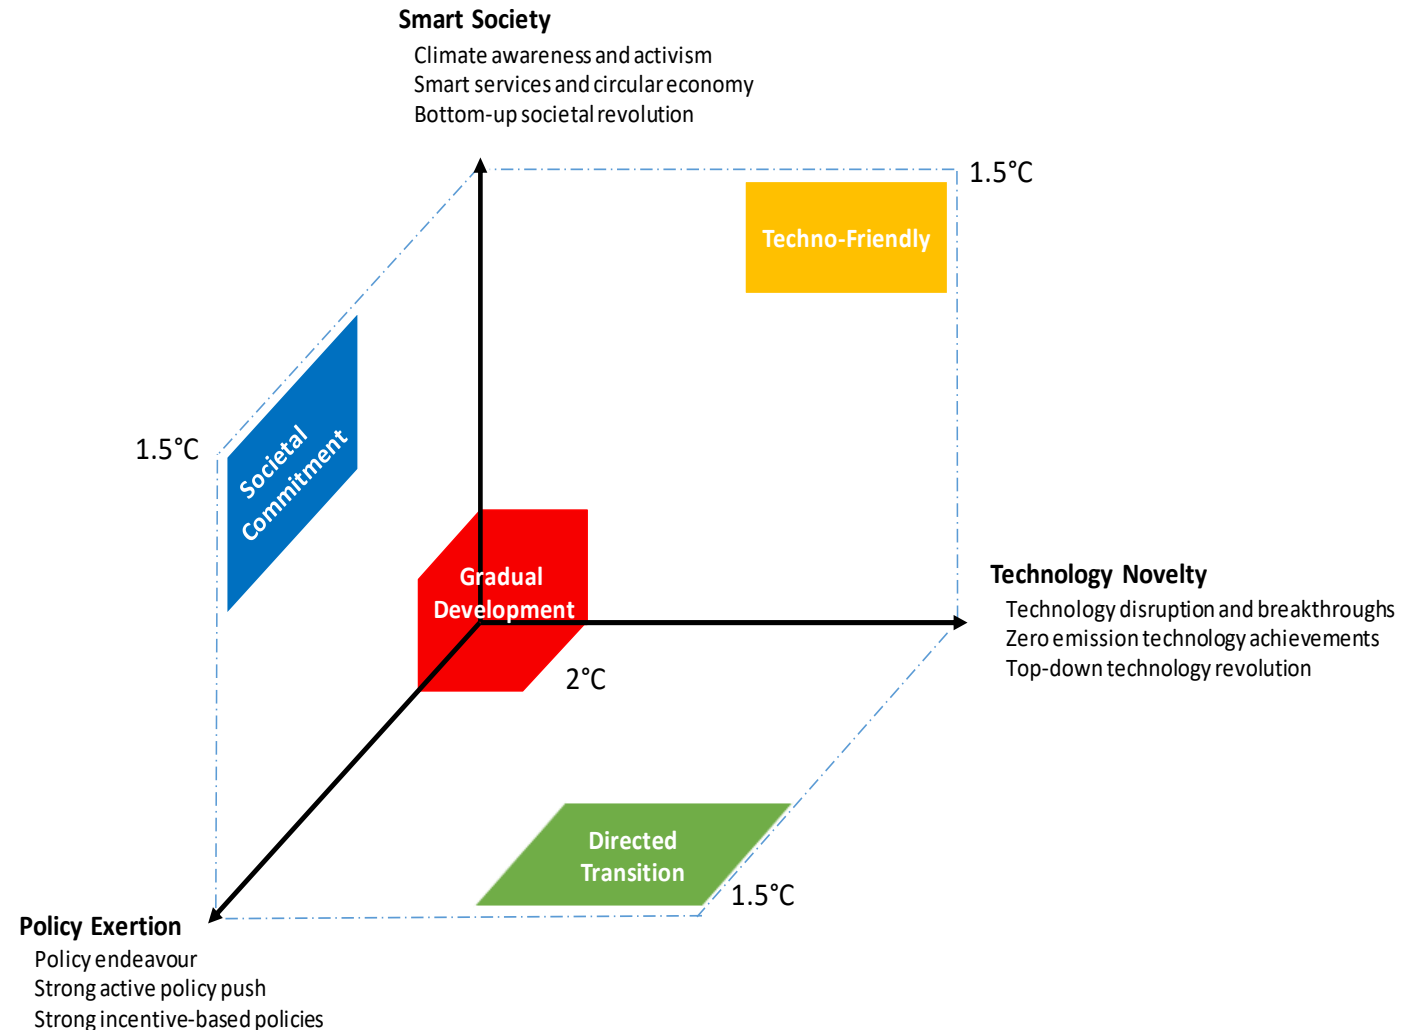 Smart Society
Climate awareness and activism
Smart services and circular economy
Bottom-up societal revolution
1.5°C
Techno-Friendly
1.5°C
Societal
Commitment
Gradual
Development
2°C
Technology Novelty
Technology disruption and breakthroughs
Zero emission technology achievements
Top-down technology revolution
Directed
Transition
1.5°C
Policy Exertion
Policy endeavour
Strong active policy push
Strong incentive-based policies